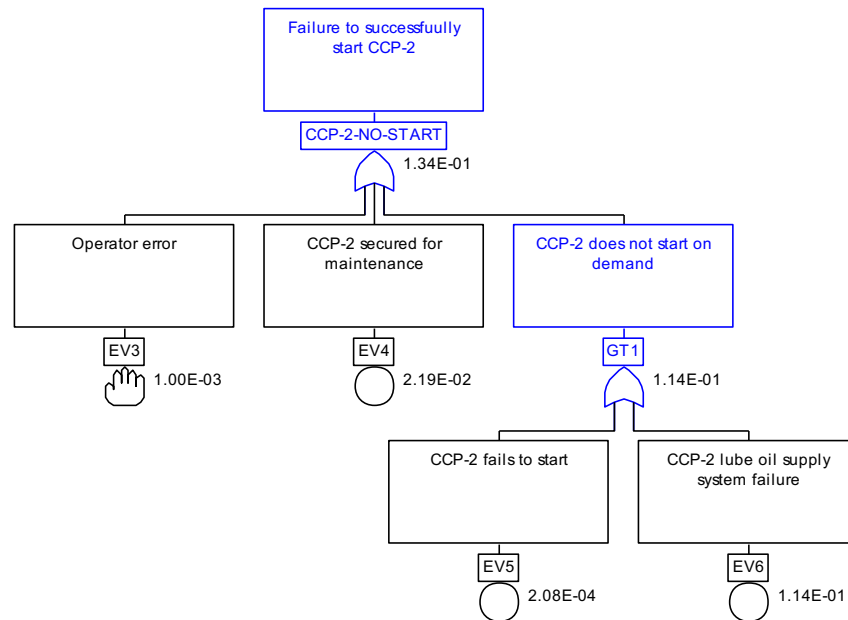 Failure to successfuully
start CCP-2
CCP-2-NO-START
1.34E-01
Operator error
CCP-2 secured for
maintenance
CCP-2 does not start on
demand
EV3
EV4
GT1
1.00E-03
2.19E-02
1.14E-01
CCP-2 fails to start
CCP-2 lube oil supply
system failure
EV5
EV6
2.08E-04
1.14E-01